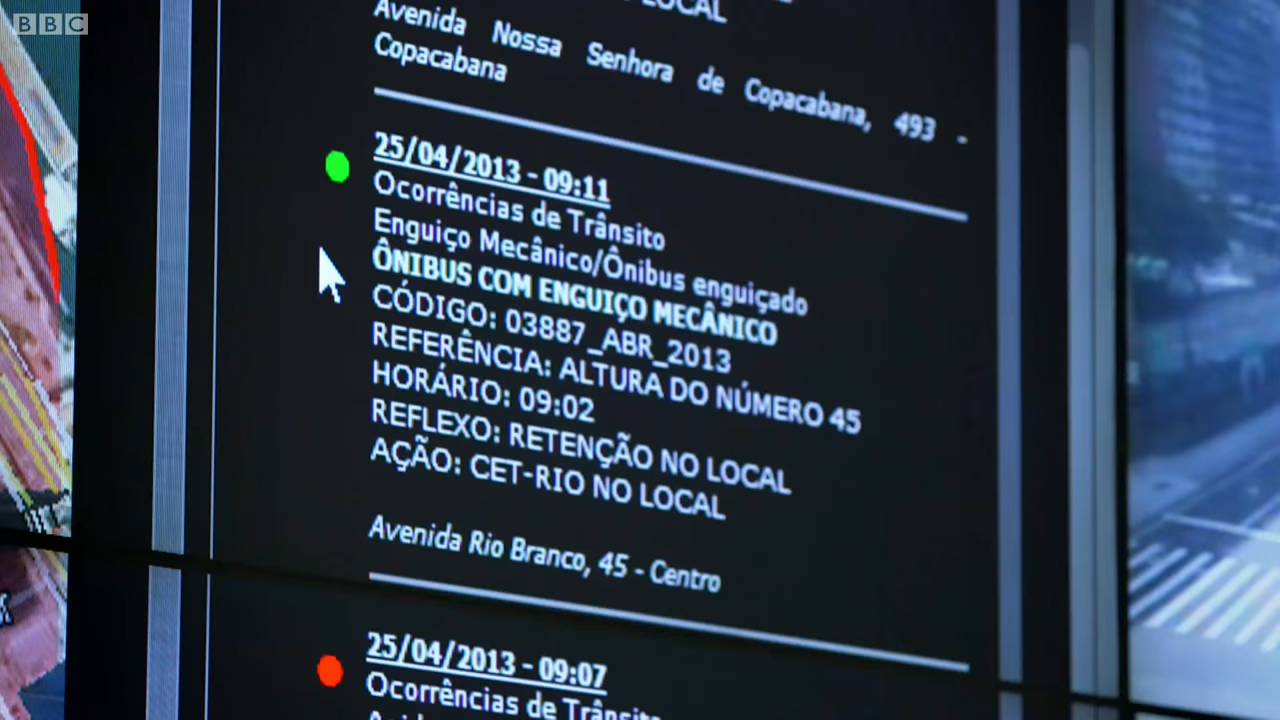 BBC
LOCAL
Avenida Nossa Senhora de Copacabana, 493 -
Copacabana
25/04/2013 - 09:11
Ocorrências de Trânsito
Enguiço Mecânico/Ônibus enguiçado
ÔNIBUS COM ENGUIÇO MECÂNICO
CÓDIGO: 03887_ABR_2013
REFERÊNCIA: ALTURA DO NÚMERO 45
HORÁRIO: 09:02
REFLEXO: RETENÇÃO NO LOCAL
AÇÃO: CET-RIO NO LOCAL
Avenida Rio Branco, 45 - Centro
25/04/2013 - 09:07
Ocorrências de Trânsito